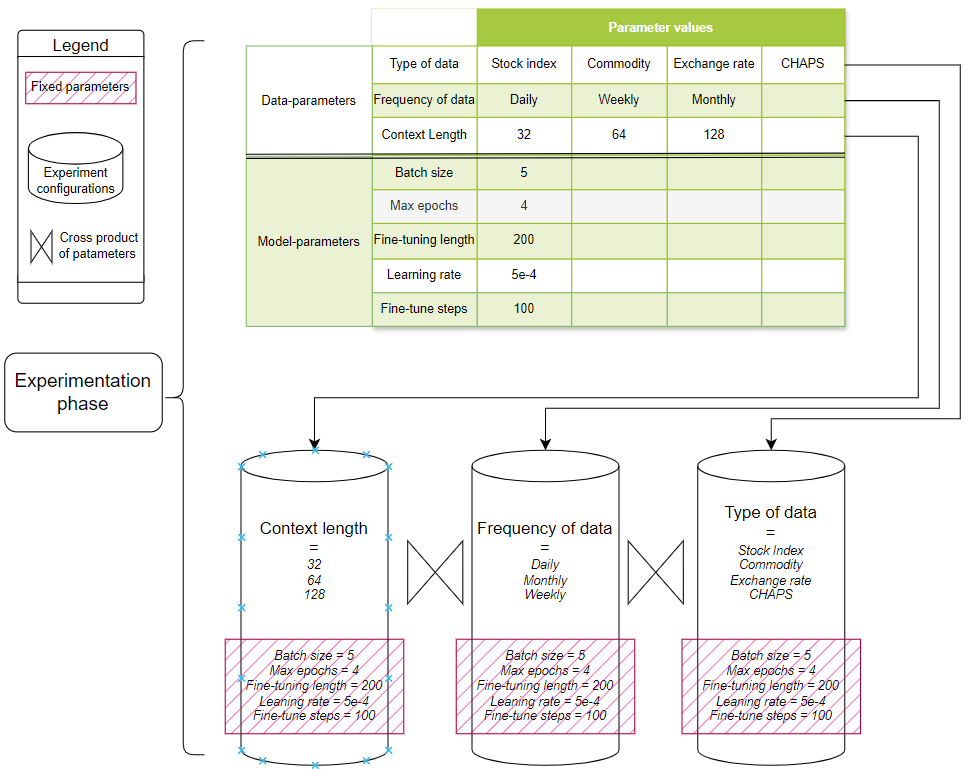 Legend
Fixed parameters
Experiment
configurations
Cross product
of patameters
Experimentation
phase
Parameter values
Type of data Stock index Commodity Exchange rate CHAPS
Data-parameters
Frequency of data Daily Weekly Monthly
Context Length 32 64 128
Batch size 5
Max epochs 4
Model-parameters
Fine-tuning length 200
Learning rate 5e-4
Fine-tune steps 100
Context length
=
32
64
128
Batch size = 5
Max epochs = 4
Fine-tuning length = 200
Leaning rate = 5e-4
Fine-tune steps = 100
Frequency of data
=
Daily
Monthly
Weekly
Batch size = 5
Max epochs = 4
Fine-tuning length = 200
Leaning rate = 5e-4
Fine-tune steps = 100
Type of data
=
Stock Index
Commodity
Exchange rate
CHAPS
Batch size = 5
Max epochs = 4
Fine-tuning length = 200
Leaning rate = 5e-4
Fine-tune steps = 100